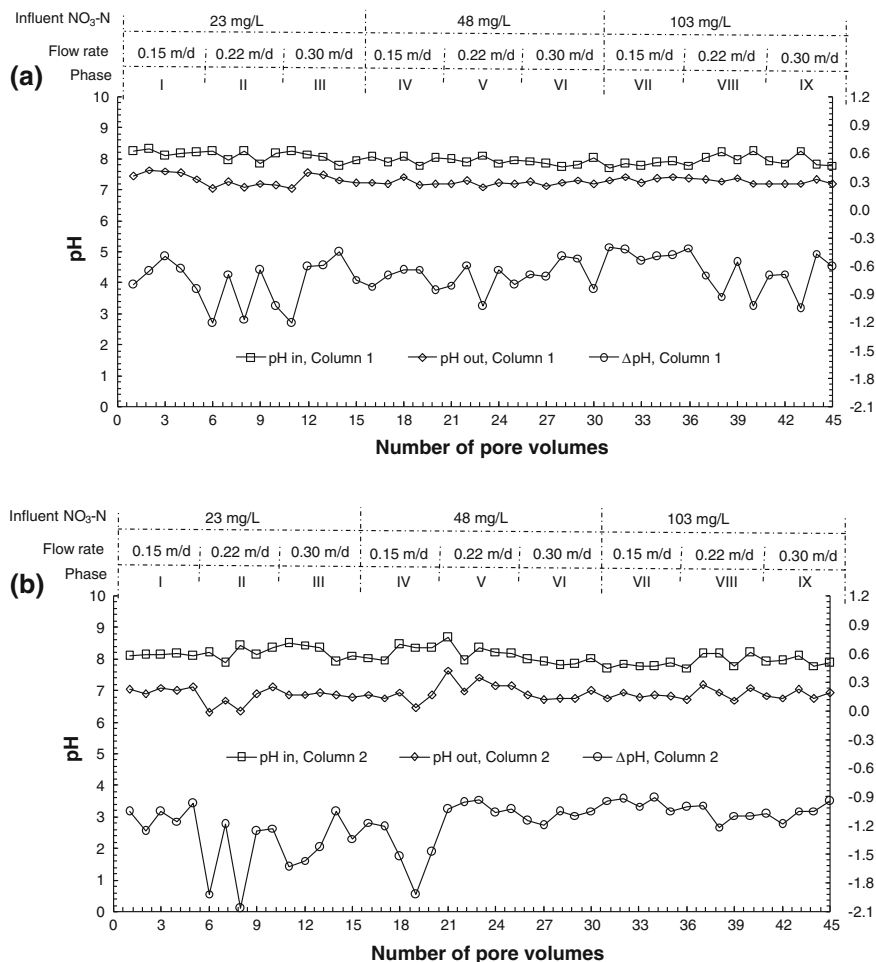 Influent NO3-N 23 mg/L 48 mg/L 103 mg/L
Flow rate 0.15 m/d 0.22 m/d 0.30 m/d 0.15 m/d 0.22 m/d 0.30 m/d 0.15 m/d 0.22 m/d 0.30 m/d
(a) Phase I II III IV V VI VII VIII IX
10 1.2
9 0.9
8 0.6
7 0.3
6 0.0
5 -0.3
4 -0.6
3 -0.9
2 -1.2
1 -1.5
0 -1.8
-2.1
pH
pH in, Column 1 pH out, Column 1 ΔpH, Column 1
0 3 6 9 12 15 18 21 24 27 30 33 36 39 42 45
Number of pore volumes
Influent NO3-N 23 mg/L 48 mg/L 103 mg/L
Flow rate 0.15 m/d 0.22 m/d 0.30 m/d 0.15 m/d 0.22 m/d 0.30 m/d 0.15 m/d 0.22 m/d 0.30 m/d
(b) Phase I II III IV V VI VII VIII IX
10 1.2
9 0.9
8 0.6
7 0.3
6 0.0
5 -0.3
4 -0.6
3 -0.9
2 -1.2
1 -1.5
0 -1.8
-2.1
pH
pH in, Column 2 pH out, Column 2 ΔpH, Column 2
0 3 6 9 12 15 18 21 24 27 30 33 36 39 42 45
Number of pore volumes